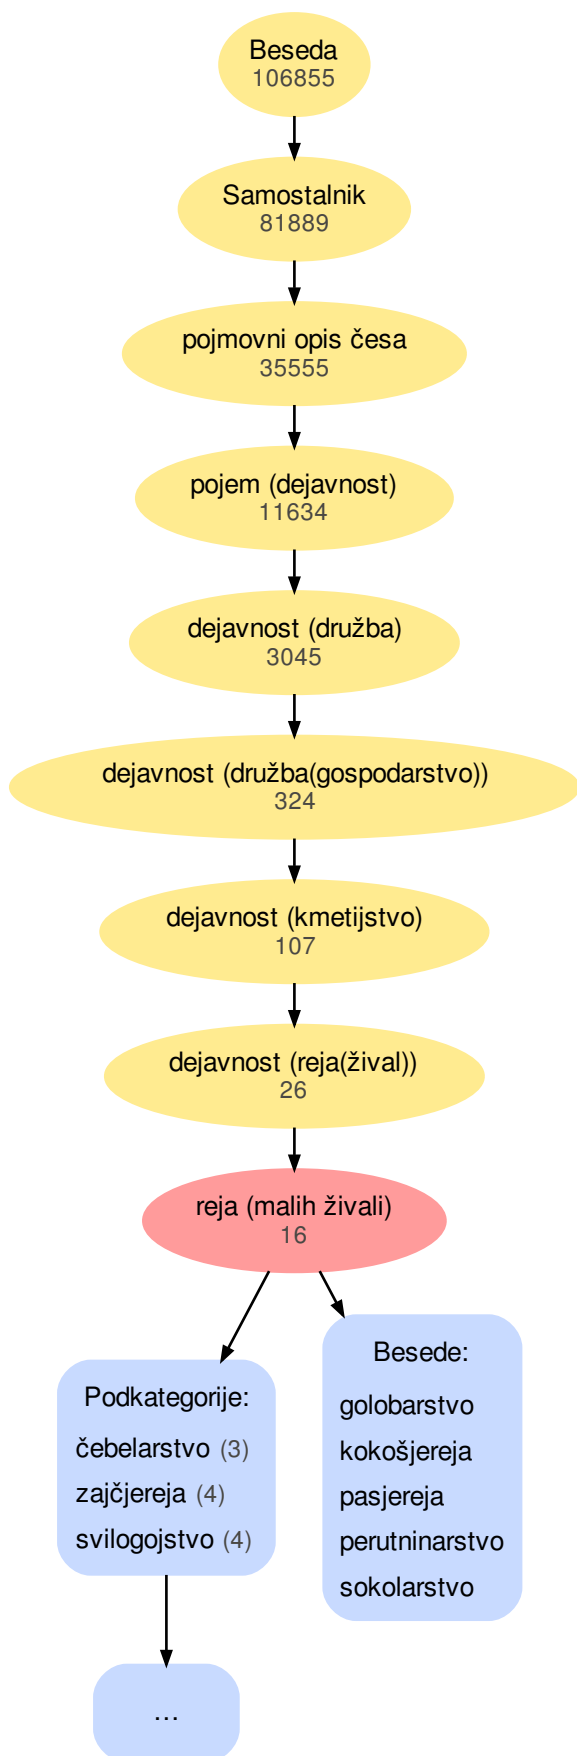 Beseda
106855
Samostalnik
81889
pojmovni opis česa
35555
pojem (dejavnost)
11634
dejavnost (družba)
3045
dejavnost (družba(gospodarstvo))
324
dejavnost (kmetijstvo)
107
dejavnost (reja(žival))
26
reja (malih živali)
16
Podkategorije:
čebelarstvo (3)
zajčjereja (4)
svilogojstvo (4)
...
Besede:
golobarstvo
kokošjereja
pasjereja
perutninarstvo
sokolarstvo